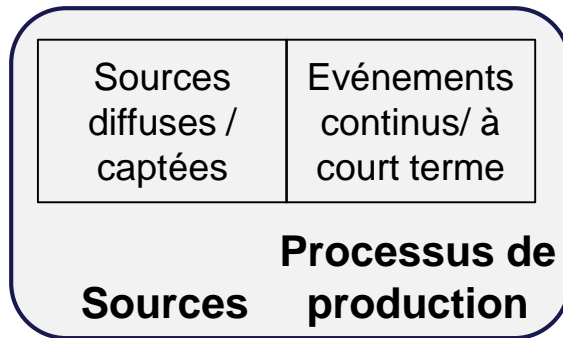 Sources
diffuses /
captées
Evénements
continus/ à
court terme
Sources
Processus de
production